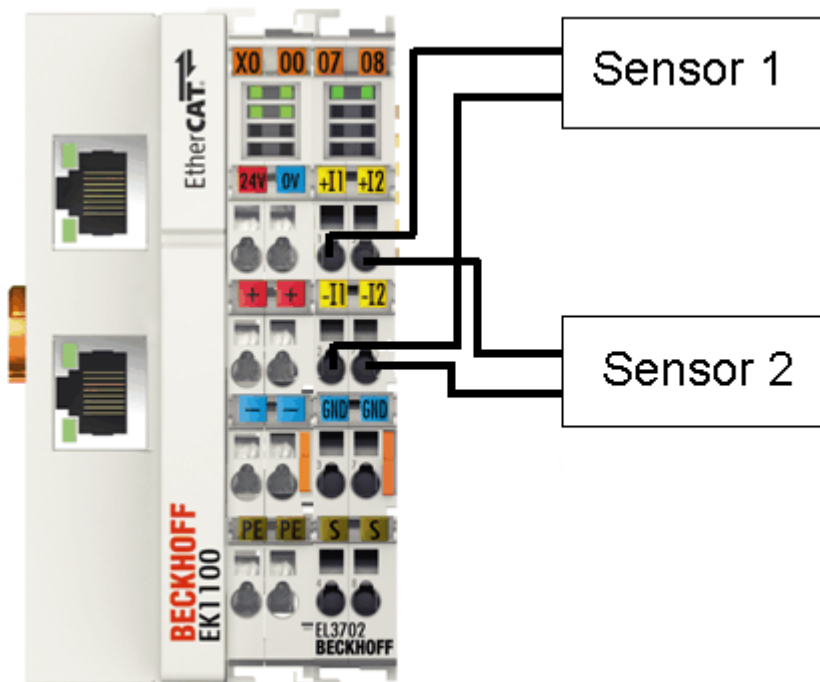 X0 00 07 08
Sensor 1
EtherCAT
24V 0V +I1 +I2
+ + -I1 -I2
Sensor 2
− − GND GND
PE PE S S
BECKHOFF
EK1100
EL3702
BECKHOFF